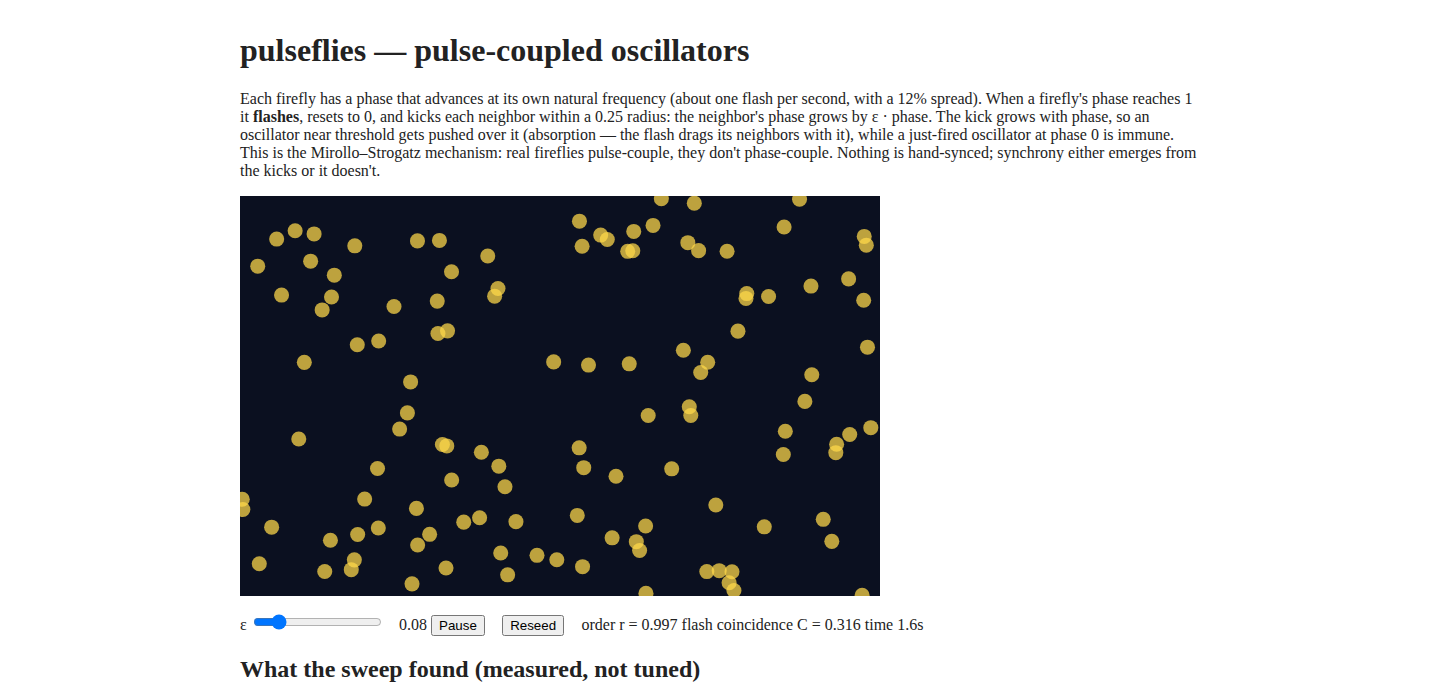 pulseflies — pulse-coupled oscillators
Each firefly has a phase that advances at its own natural frequency (about one flash per second, with a 12% spread). When a firefly's phase reaches 1
it flashes, resets to 0, and kicks each neighbor within a 0.25 radius: the neighbor's phase grows by ε · phase. The kick grows with phase, so an
oscillator near threshold gets pushed over it (absorption — the flash drags its neighbors with it), while a just-fired oscillator at phase 0 is immune.
This is the Mirollo–Strogatz mechanism: real fireflies pulse-couple, they don't phase-couple. Nothing is hand-synced; synchrony either emerges from
the kicks or it doesn't.
ε 0.08 Pause Reseed order r = 0.997 flash coincidence C = 0.316 time 1.6s
What the sweep found (measured, not tuned)